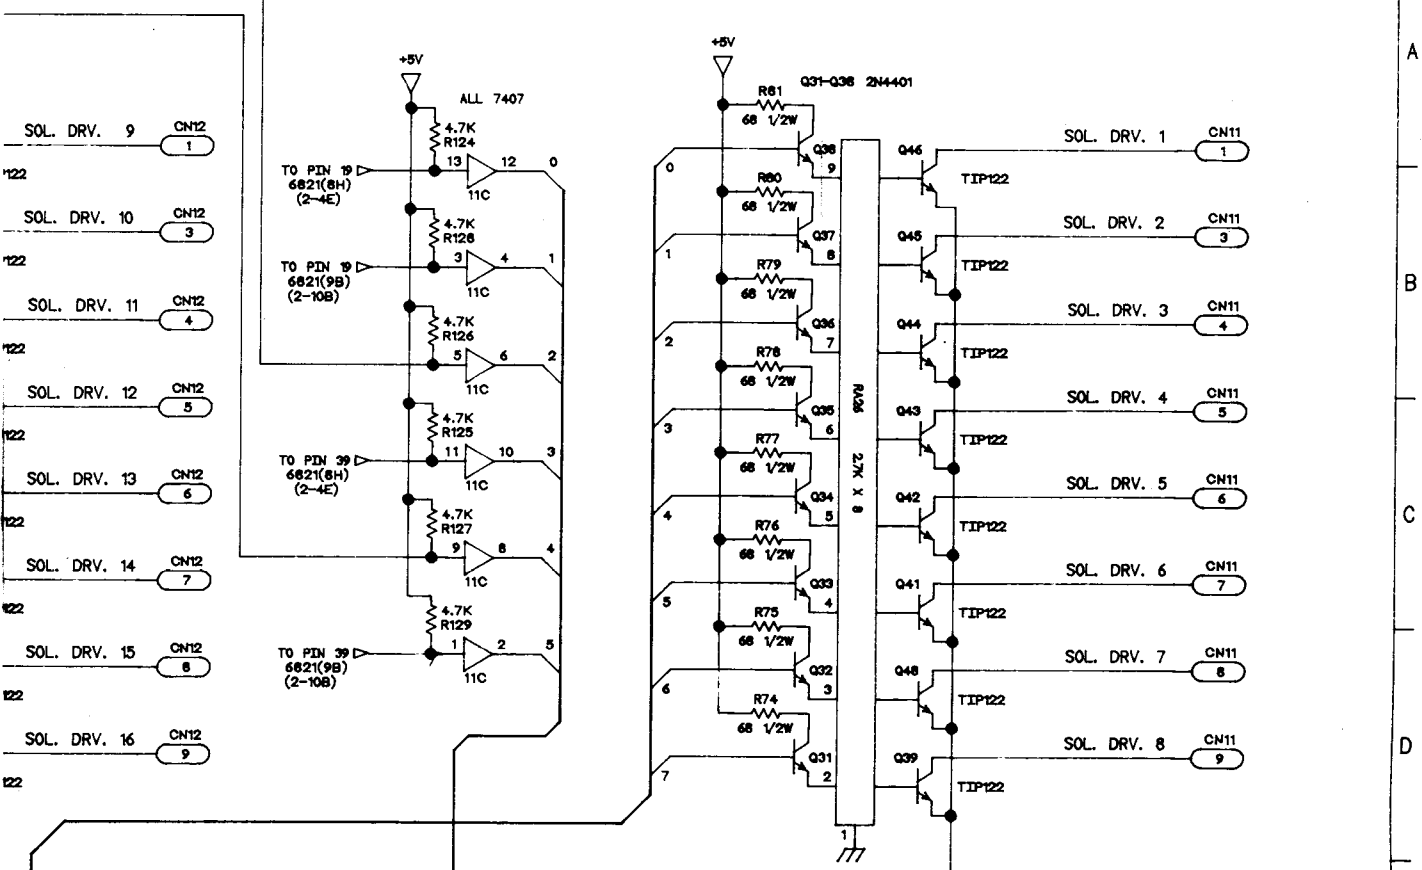 A
+5V
Q31-Q38 2N4401
+5V
R81
68 1/2W
ALL 7407
SOL. DRV. 9
CN12
1
4.7K
R124
SOL. DRV. 1
CN11
1
Q38
9
Q46
TIP122
TO PIN 19
6821(8H)
(2-4E)
13
12
11C
0
0
R80
68 1/2W
SOL. DRV. 10
CN12
3
4.7K
R128
SOL. DRV. 2
CN11
3
Q37
8
Q45
TIP122
TO PIN 19
6821(9B)
(2-10B)
3
4
11C
1
1
R79
68 1/2W
B
SOL. DRV. 11
CN12
4
4.7K
R126
SOL. DRV. 3
CN11
4
Q36
7
Q44
TIP122
5
6
11C
2
2
R78
68 1/2W
SOL. DRV. 12
CN12
5
4.7K
R125
RA26 2.7K X 8
SOL. DRV. 4
CN11
5
Q35
6
Q43
TIP122
TO PIN 39
6821(8H)
(2-4E)
11
10
11C
3
3
R77
68 1/2W
SOL. DRV. 13
CN12
6
4.7K
R127
SOL. DRV. 5
CN11
6
Q34
5
Q42
TIP122
C
9
8
11C
4
4
R76
68 1/2W
SOL. DRV. 14
CN12
7
4.7K
R129
SOL. DRV. 6
CN11
7
Q33
4
Q41
TIP122
TO PIN 39
6821(9B)
(2-10B)
1
2
11C
5
5
R75
68 1/2W
SOL. DRV. 15
CN12
8
SOL. DRV. 7
CN11
8
Q32
3
Q48
TIP122
6
R74
68 1/2W
SOL. DRV. 16
CN12
9
SOL. DRV. 8
CN11
9
Q31
2
Q39
TIP122
D
7
1